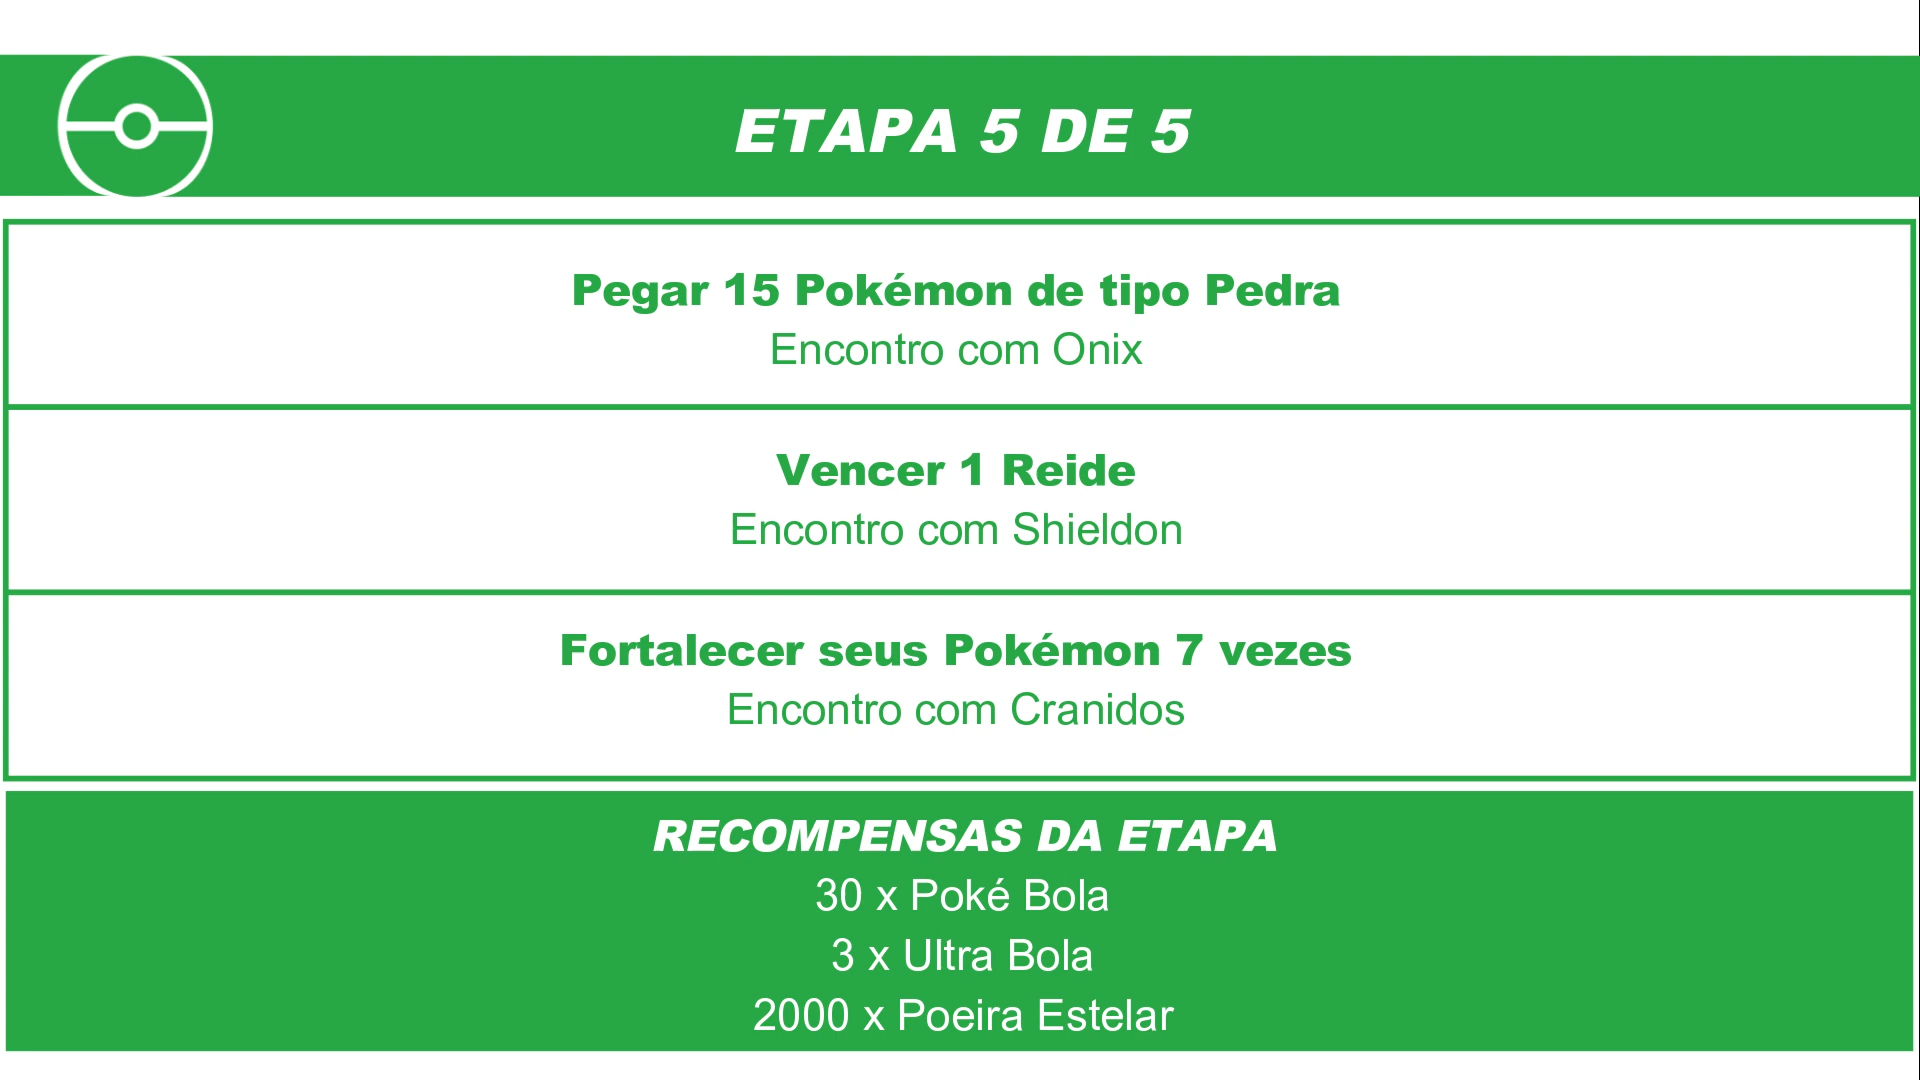 ETAPA 5 DE 5
Pegar 15 Pokémon de tipo Pedra
Encontro com Onix
Vencer 1 Reide
Encontro com Shieldon
Fortalecer seus Pokémon 7 vezes
Encontro com Cranidos
RECOMPENSAS DA ETAPA
30 x Poké Bola
3 x Ultra Bola
2000 x Poeira Estelar